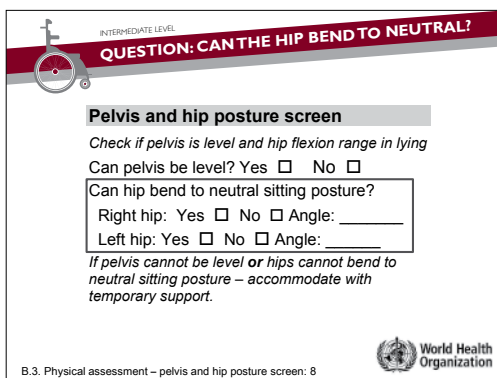 INTERMEDIATE LEVEL
QUESTION: CAN THE HIP BEND TO NEUTRAL?
Pelvis and hip posture screen
Check if pelvis is level and hip flexion range in lying
Can pelvis be level? Yes ☐ No ☐
Can hip bend to neutral sitting posture?
Right hip: Yes ☐ No ☐ Angle: _______
Left hip: Yes ☐ No ☐ Angle: ______
If pelvis cannot be level or hips cannot bend to
neutral sitting posture – accommodate with
temporary support.
World Health
Organization
B.3. Physical assessment – pelvis and hip posture screen: 8